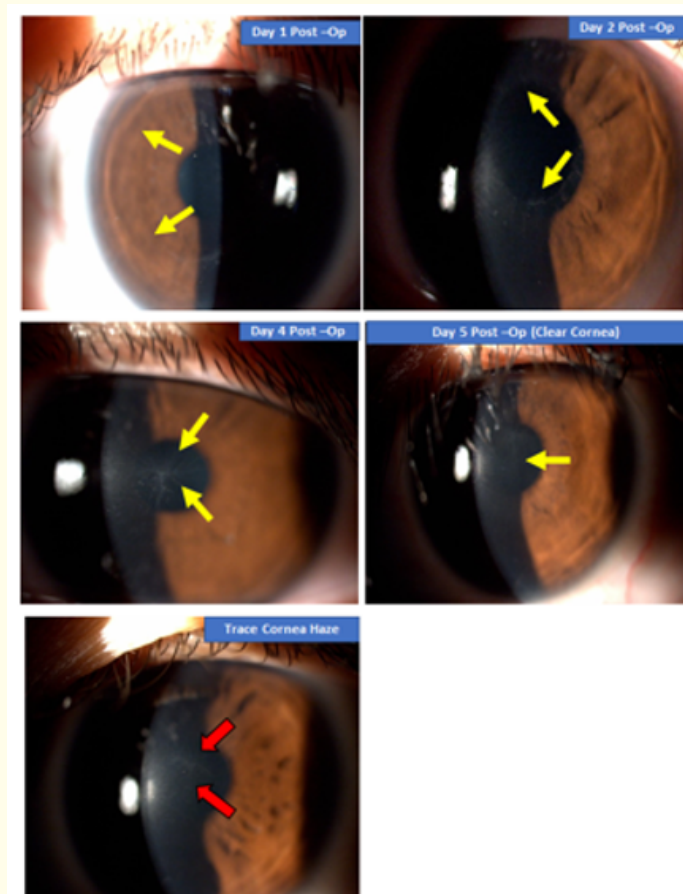 Day 1 Post –Op
Day 2 Post –Op
Day 4 Post –Op
Day 5 Post –Op (Clear Cornea)
Trace Cornea Haze